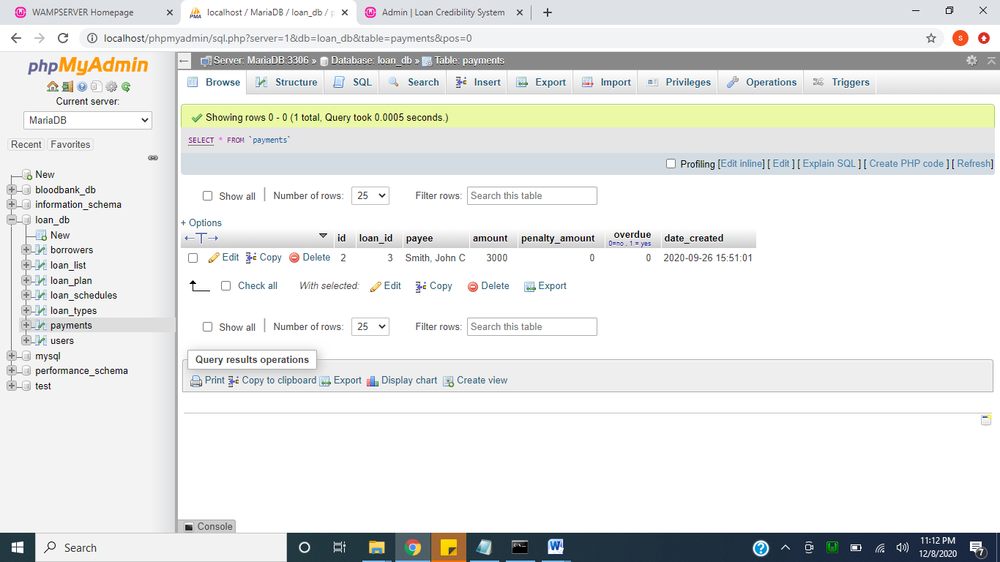 WAMPSERVER Homepage
localhost / MariaDB / loan_db / p
Admin | Loan Credibility System
localhost/phpmyadmin/sql.php?server=1&db=loan_db&table=payments&pos=0
S
phpMyAdmin
Current server:
MariaDB
Recent Favorites
New
bloodbank_db
information_schema
loan_db
New
borrowers
loan_list
loan_plan
loan_schedules
loan_types
payments
users
mysql
performance_schema
test
Server: MariaDB:3306 » Database: loan_db » Table: payments
Browse Structure SQL Search Insert Export Import Privileges Operations Triggers
Showing rows 0 - 0 (1 total, Query took 0.0005 seconds.)
SELECT * FROM `payments`
Profiling [Edit inline] [ Edit ] [ Explain SQL ] [ Create PHP code ] [ Refresh]
Show all | Number of rows: 25 Filter rows: Search this table
+ Options
←T→ id loan_id payee amount penalty_amount overdue date_created
0=no , 1 = yes
Edit Copy Delete 2 3 Smith, John C 3000 0 0 2020-09-26 15:51:01
Check all With selected: Edit Copy Delete Export
Show all | Number of rows: 25 Filter rows: Search this table
Query results operations
Print Copy to clipboard Export Display chart Create view
Console
Search
11:12 PM
12/8/2020
7